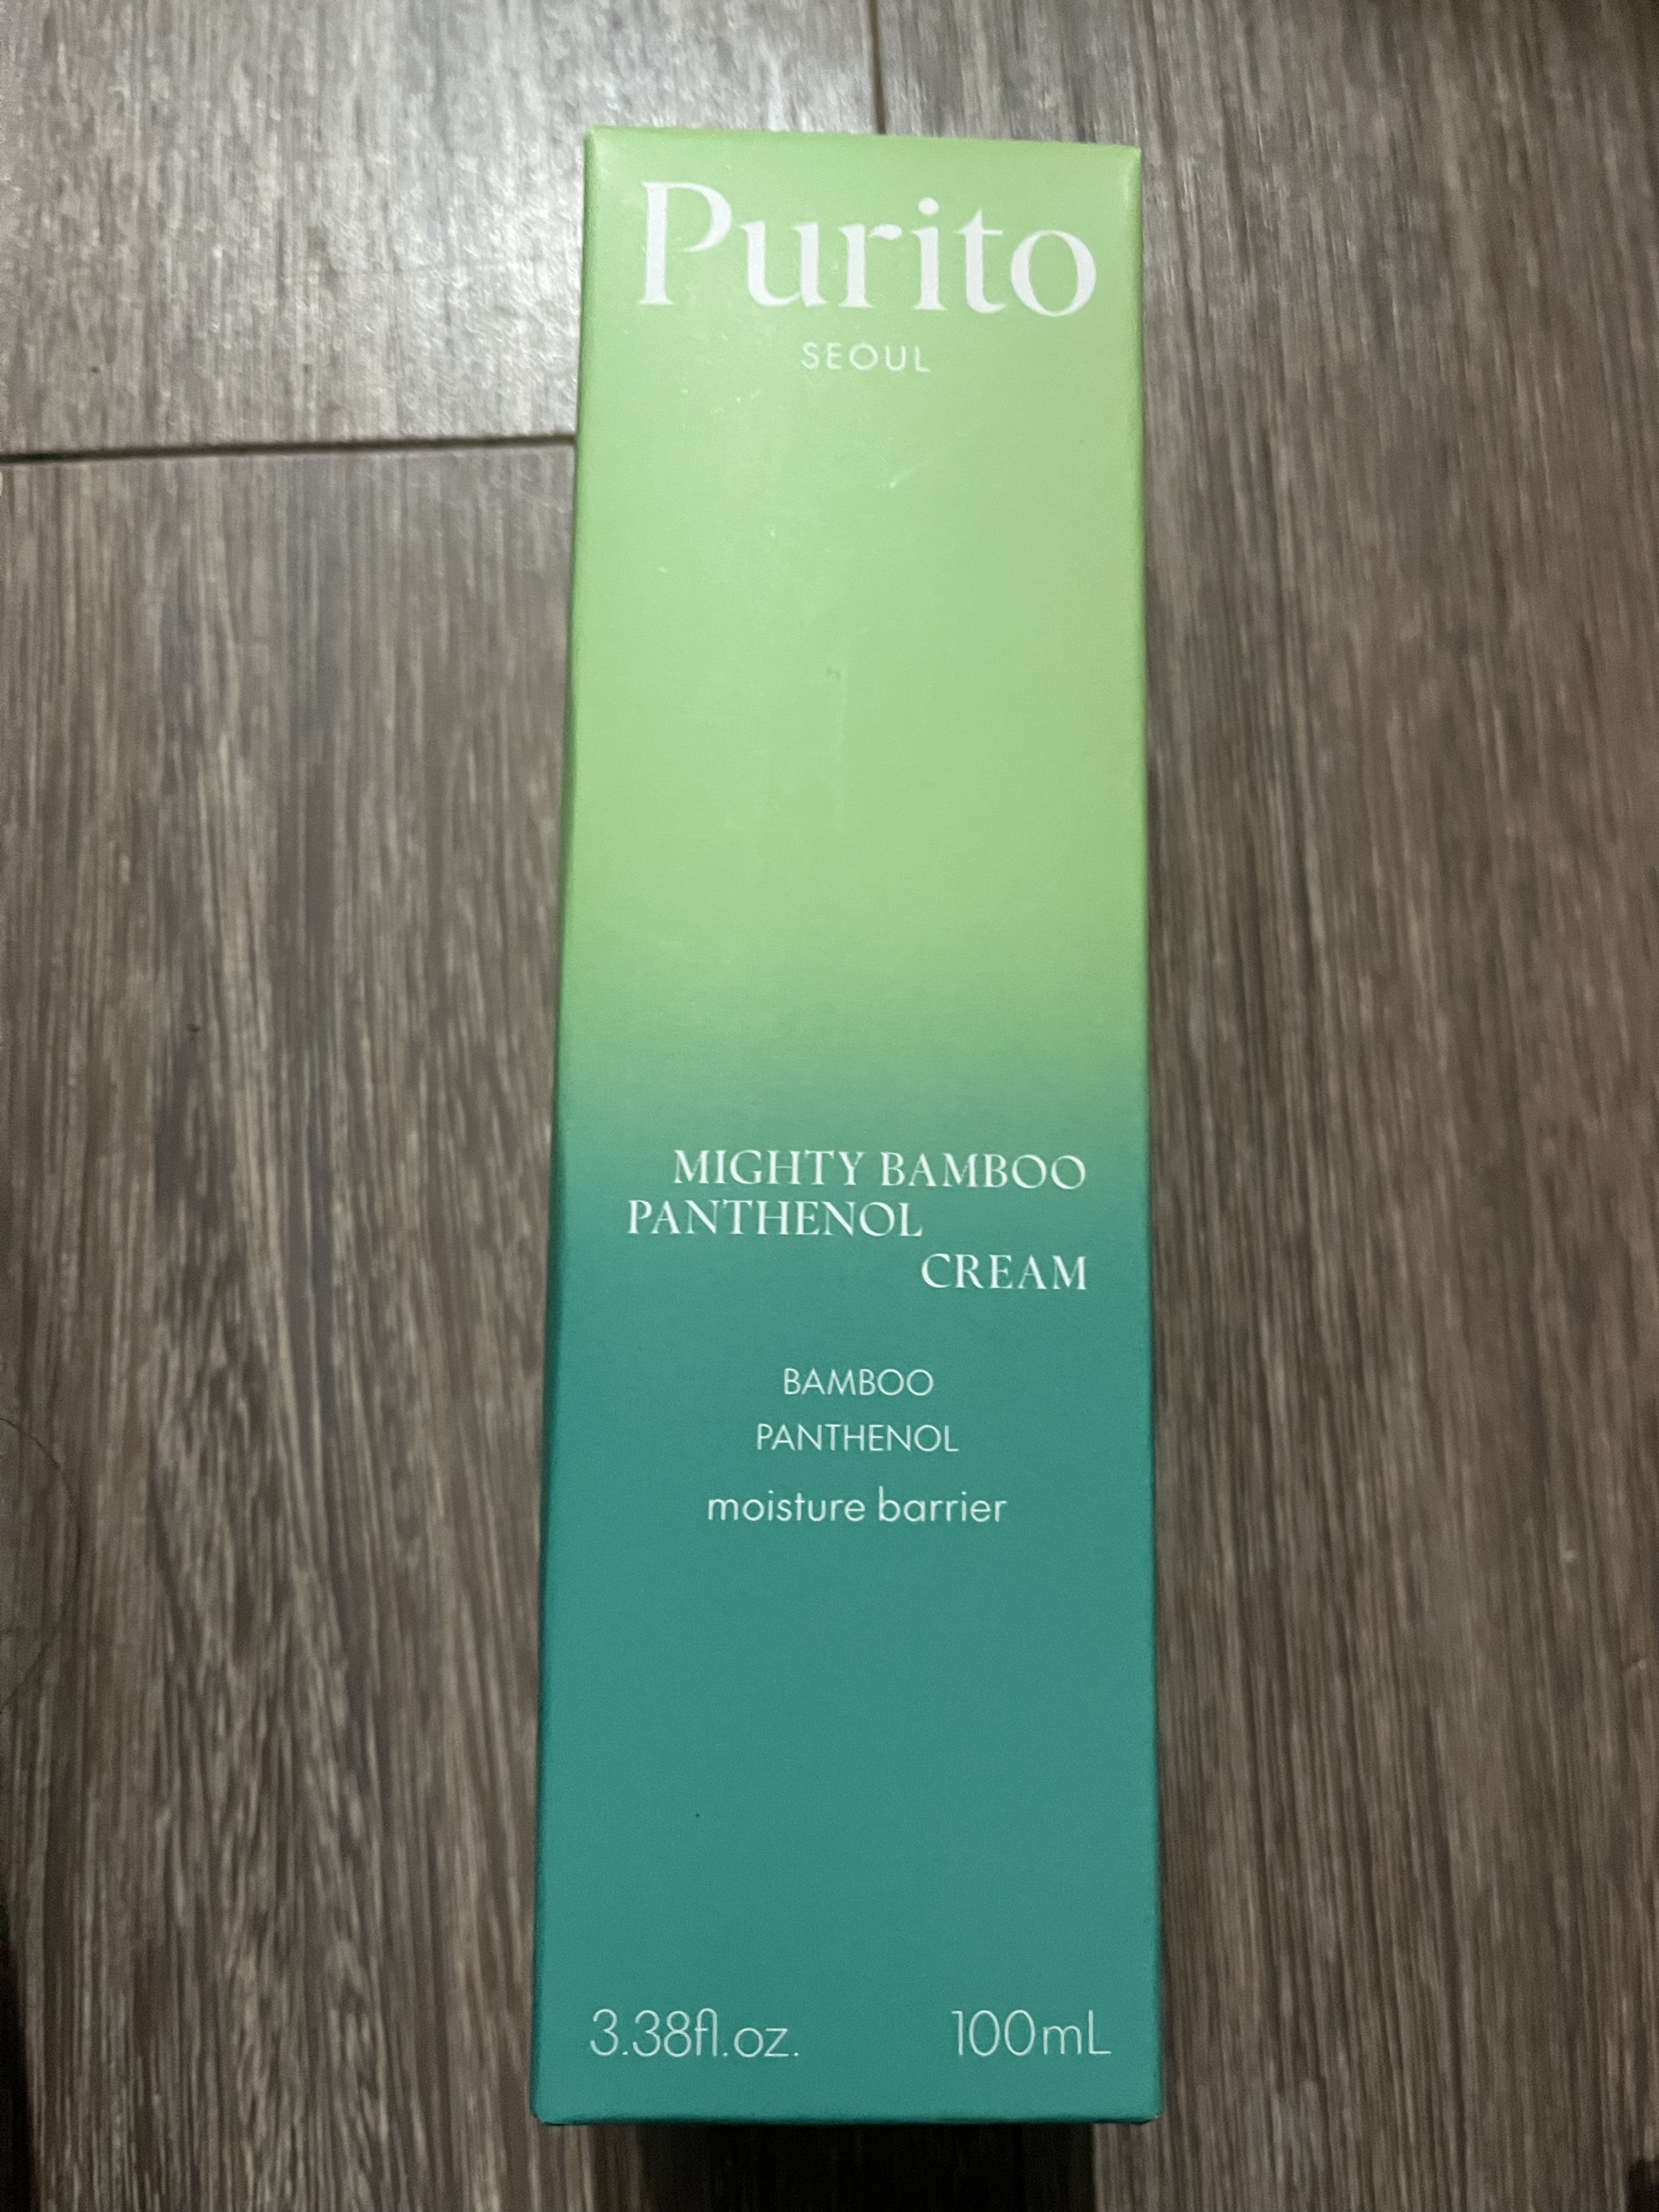 Purito
SEOUL
MIGHTY BAMBOO
PANTHENOL
CREAM
BAMBOO
PANTHENOL
moisture barrier
3.38fl.oz. 100mL